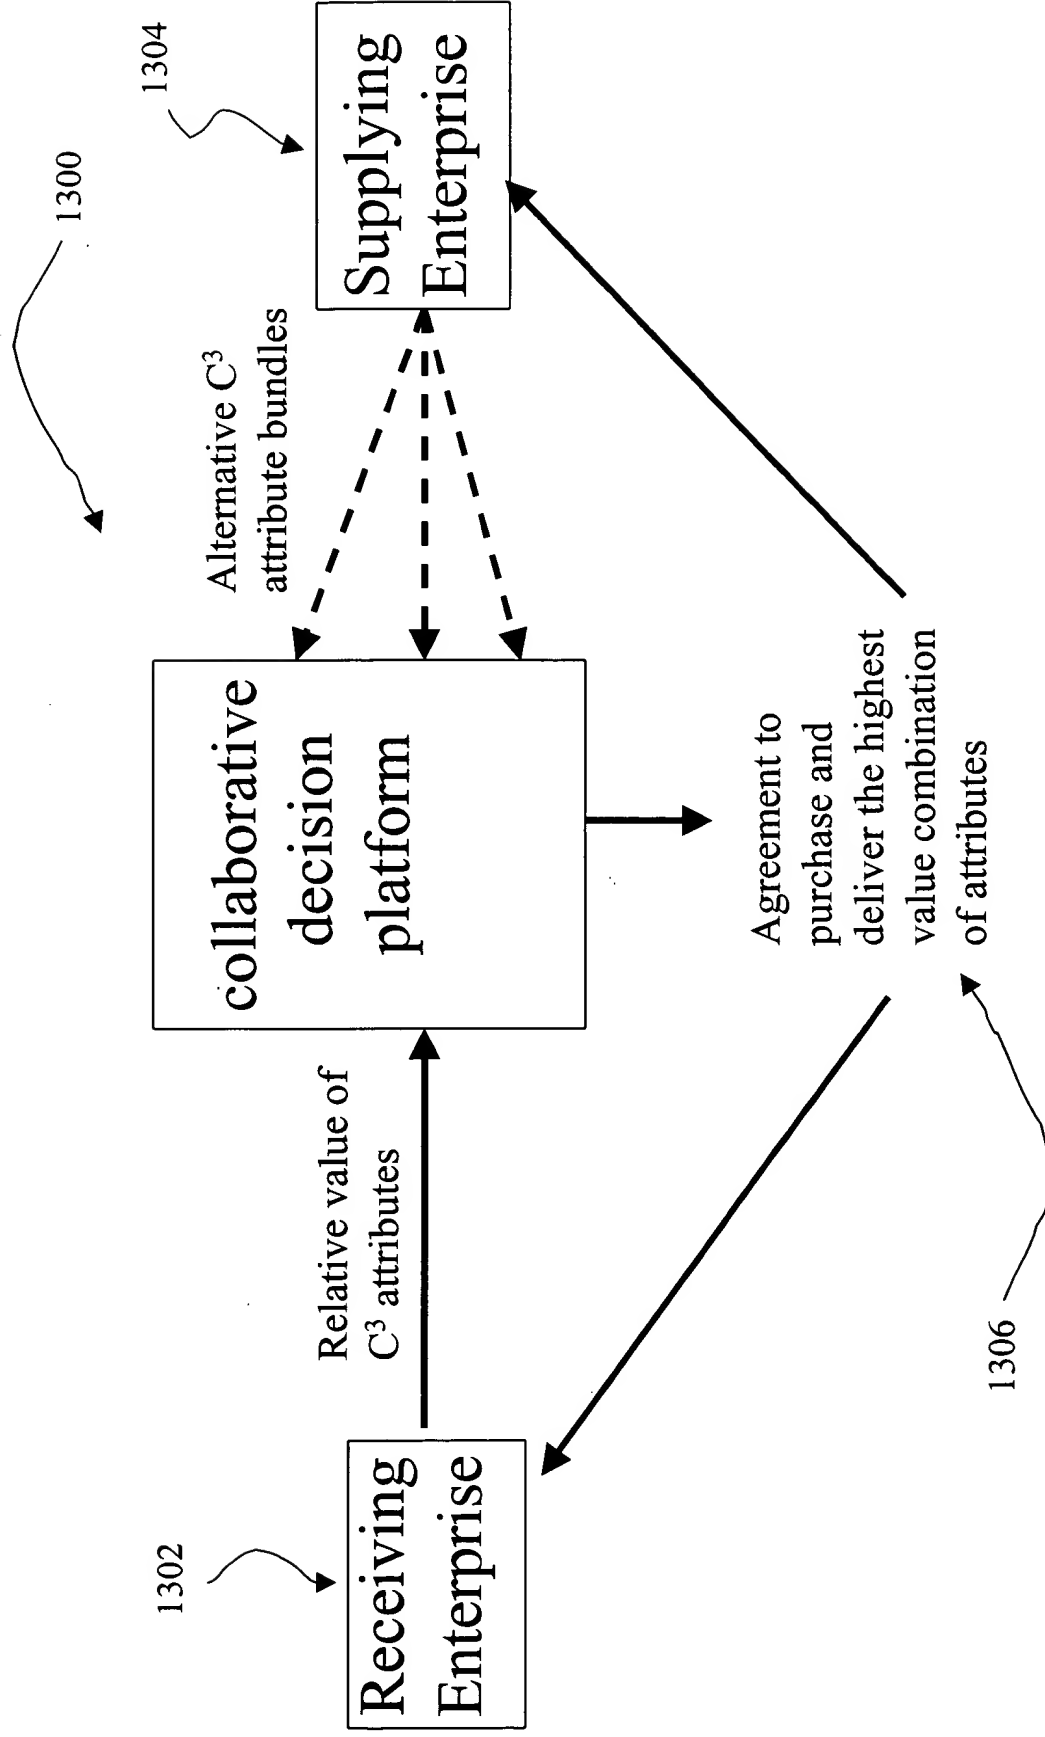 1300
1302
1304
Receiving
Enterprise
Relative value of
C³ attributes
collaborative
decision
platform
Alternative C³
attribute bundles
Supplying
Enterprise
Agreement to
purchase and
deliver the highest
value combination
of attributes
1306